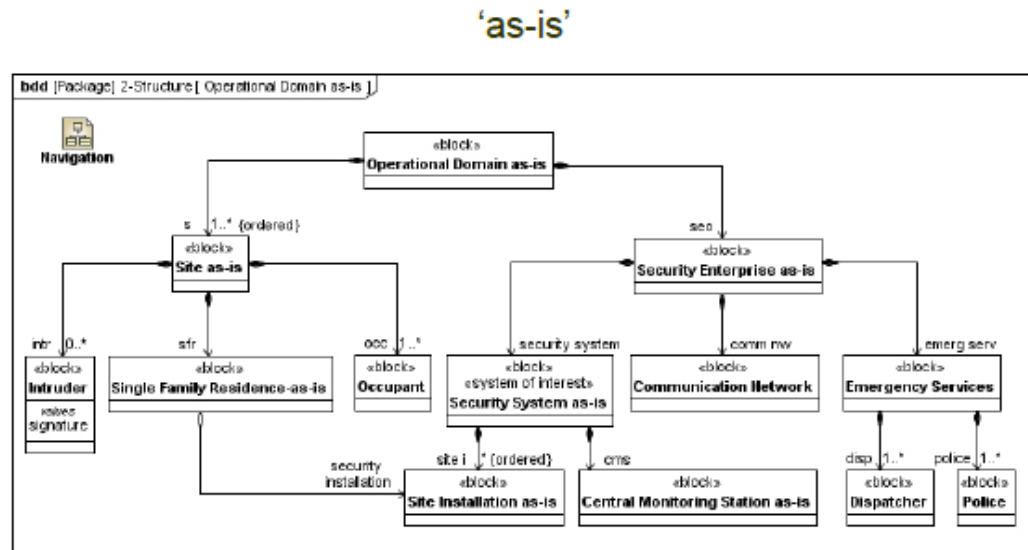 ‘as-is’
bdd [Package] 2-Structure [ Operational Domain as-is ]
Navigation
«block»
Operational Domain as-is
s 1..* {ordered}
seo
«block»
Site as-is
«block»
Security Enterprise as-is
intr 0..*
sfr
occ 1..*
security system
comm nw
emerg serv
«block»
Intruder
values
signature
«block»
Single Family Residence-as-is
«block»
Occupant
«block»
«system of interest»
Security System as-is
«block»
Communication Network
«block»
Emergency Services
security
installation
site i * {ordered}
cms
disp 1..*
police 1..*
«block»
Site Installation as-is
«block»
Central Monitoring Station as-is
«block»
Dispatcher
«block»
Police